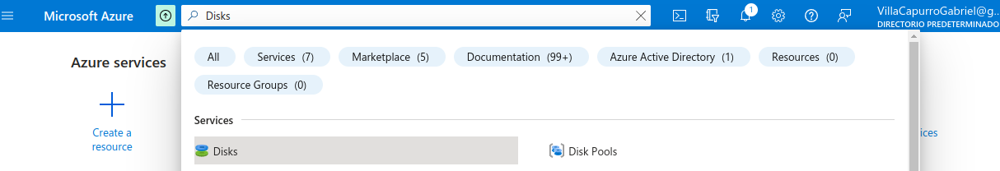 Microsoft Azure
Disks
1
VillaCapurroGabriel@g...
DIRECTORIO PREDETERMINADO
Azure services
All
Services (7)
Marketplace (5)
Documentation (99+)
Azure Active Directory (1)
Resources (0)
Resource Groups (0)
Services
Create a
resource
ices
Disks
Disk Pools